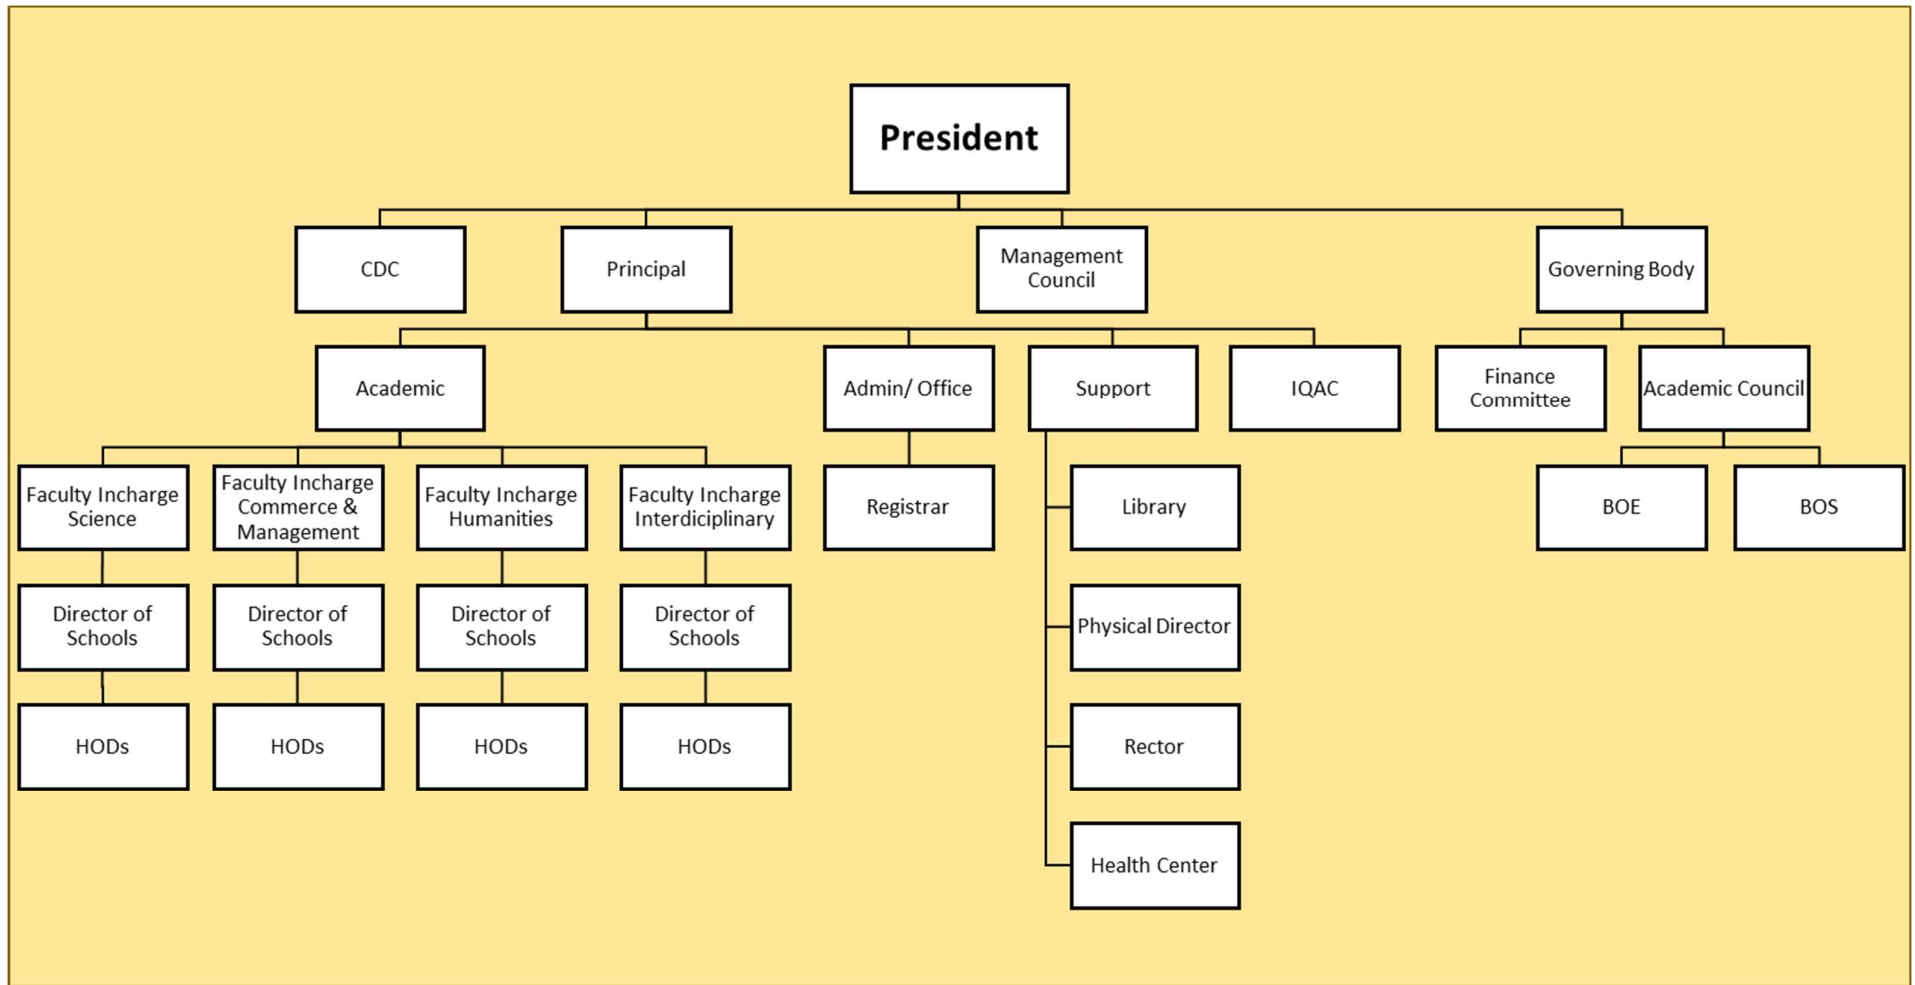 President
CDC
Principal
Management
Council
Governing Body
Academic
Admin/ Office
Support
IQAC
Finance
Committee
Academic Council
Faculty Incharge
Science
Faculty Incharge
Commerce &
Management
Faculty Incharge
Humanities
Faculty Incharge
Interdiciplinary
Registrar
Library
BOE
BOS
Director of
Schools
Director of
Schools
Director of
Schools
Director of
Schools
Physical Director
HODs
HODs
HODs
HODs
Rector
Health Center